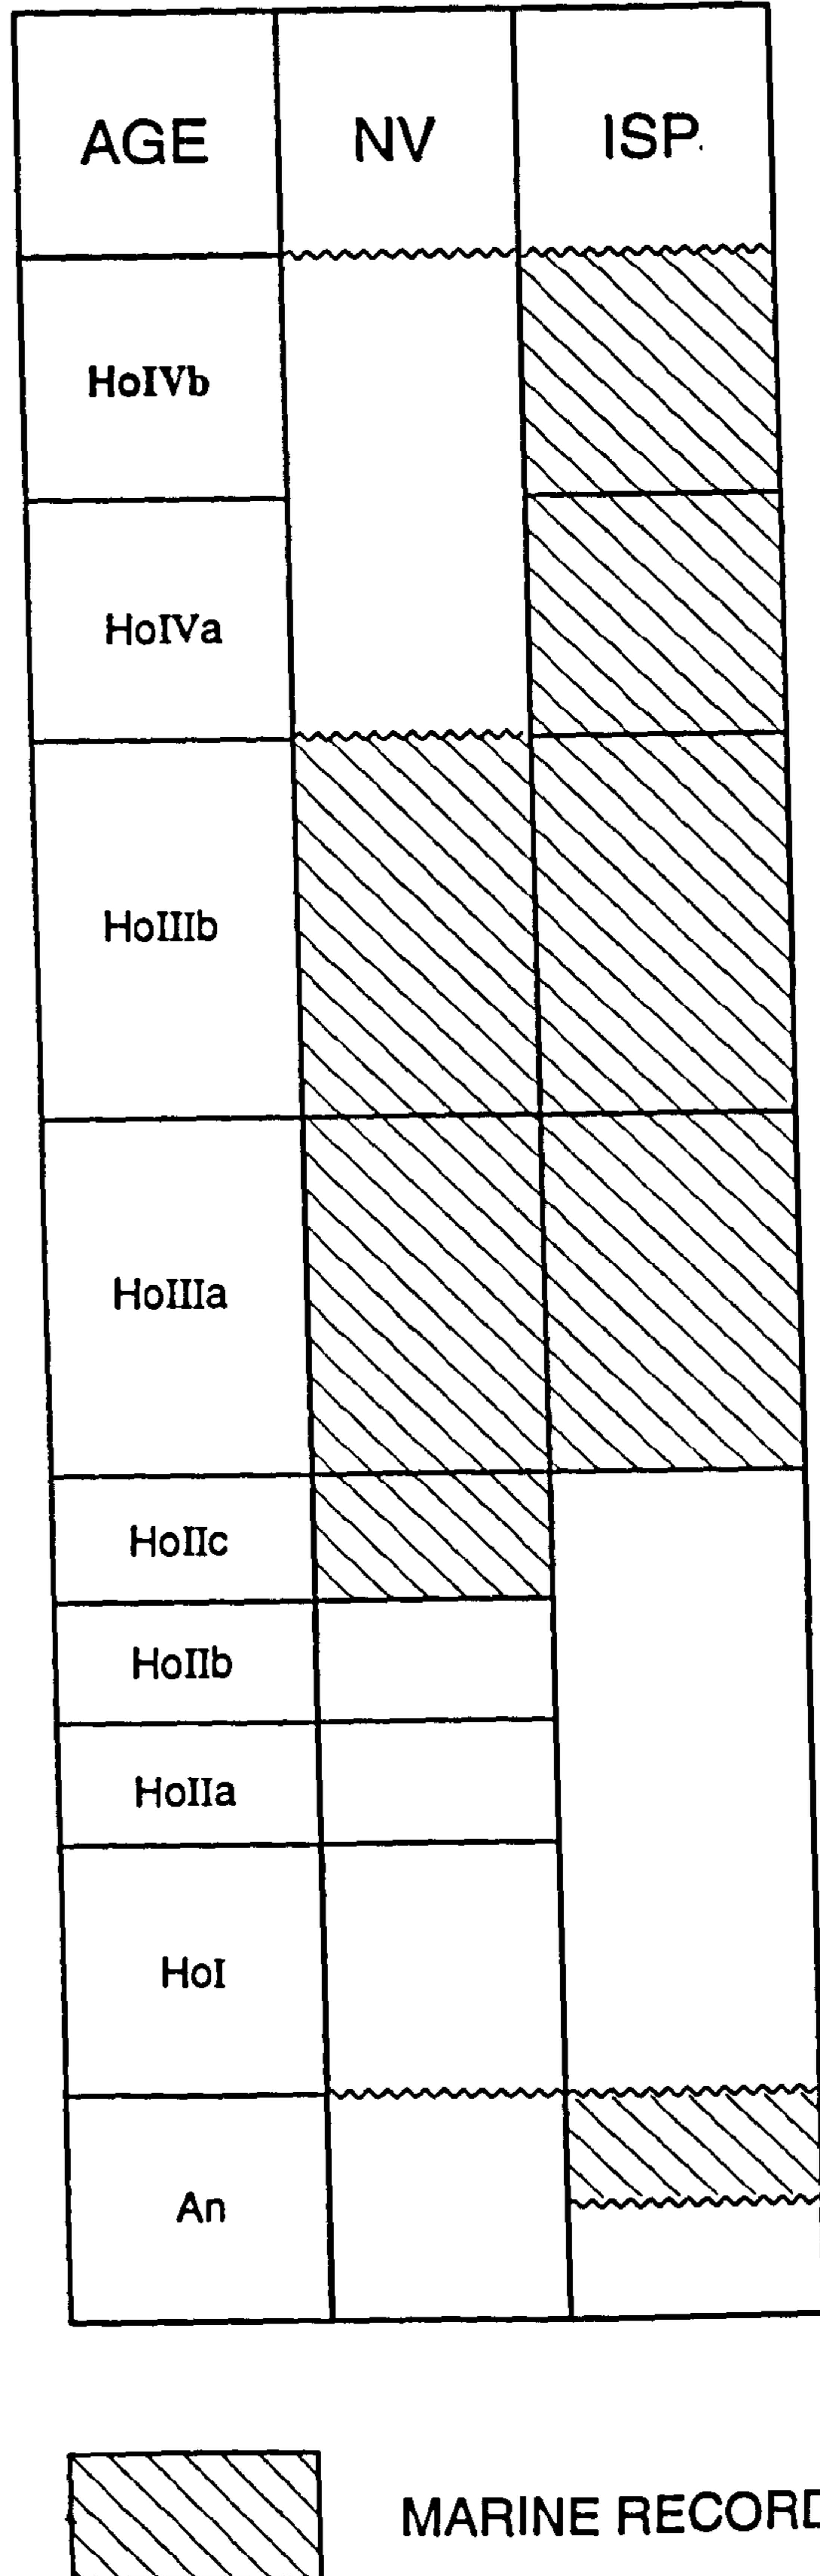 AGE NV ISP.
HoIVb
HoIVa
HoIIIb
HoIIIa
HoIIc
HoIIb
HoIIa
HoI
An
MARINE RECORD